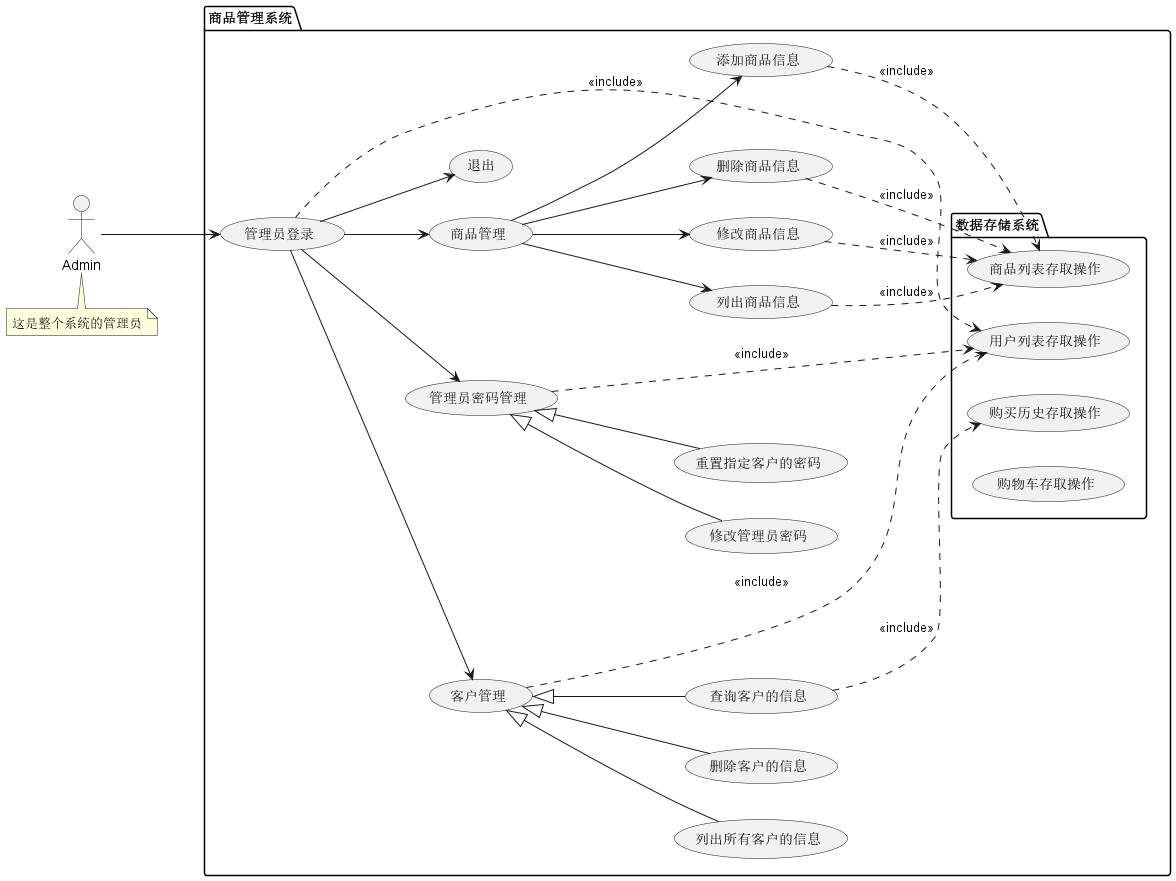 商品管理系统
添加商品信息
«include»
«include»
退出
删除商品信息
«include»
Admin
这是整个系统的管理员
管理员登录
商品管理
修改商品信息
«include»
数据存储系统
商品列表存取操作
列出商品信息
«include»
用户列表存取操作
«include»
管理员密码管理
购买历史存取操作
重置指定客户的密码
购物车存取操作
修改管理员密码
«include»
«include»
客户管理
查询客户的信息
删除客户的信息
列出所有客户的信息